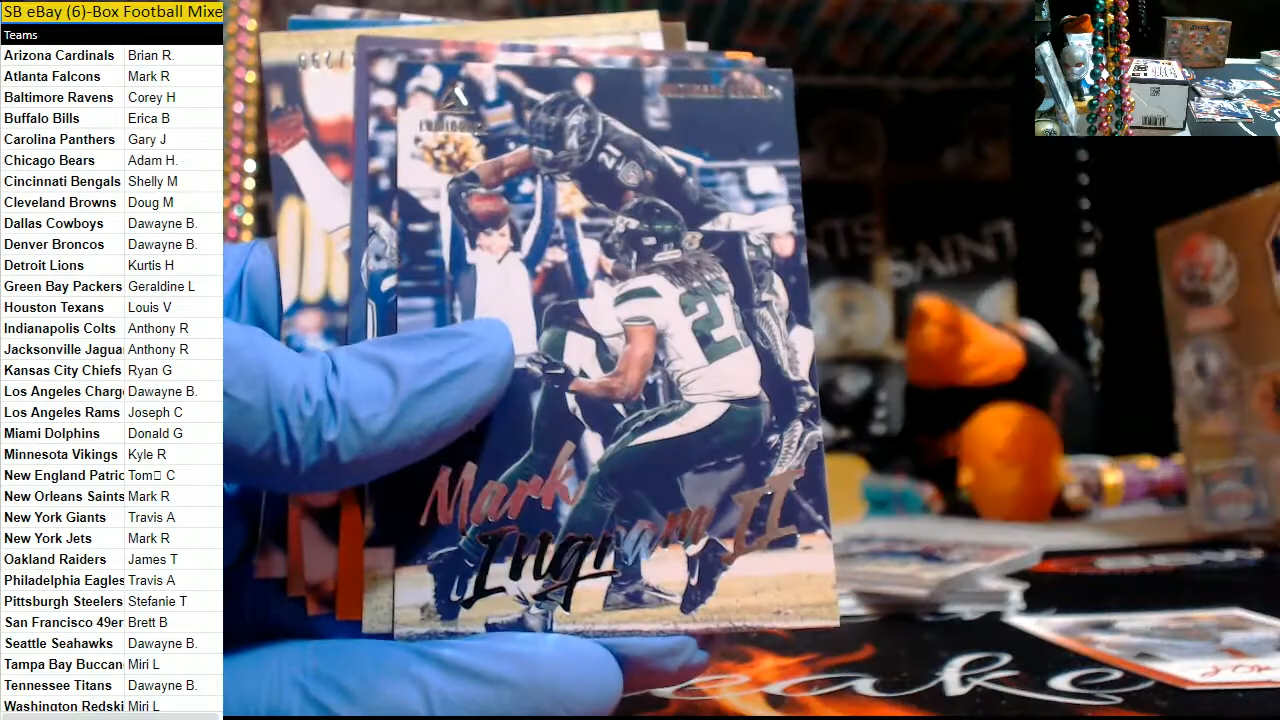 SB eBay (6)-Box Football Mixe
Teams
Arizona Cardinals Brian R.
Atlanta Falcons Mark R
Baltimore Ravens Corey H
Buffalo Bills Erica B
Carolina Panthers Gary J
Chicago Bears Adam H.
Cincinnati Bengals Shelly M
Cleveland Browns Doug M
Dallas Cowboys Dawayne B.
Denver Broncos Dawayne B.
Detroit Lions Kurtis H
Green Bay Packers Geraldine L
Houston Texans Louis V
Indianapolis Colts Anthony R
Jacksonville Jagua Anthony R
Kansas City Chiefs Ryan G
Los Angeles Charg Dawayne B.
Los Angeles Rams Joseph C
Miami Dolphins Donald G
Minnesota Vikings Kyle R
New England Patric Tom C
New Orleans Saints Mark R
New York Giants Travis A
New York Jets Mark R
Oakland Raiders James T
Philadelphia Eagles Travis A
Pittsburgh Steelers Stefanie T
San Francisco 49er Brett B
Seattle Seahawks Dawayne B.
Tampa Bay Buccan Miri L
Tennessee Titans Dawayne B.
Washington Redski Miri L
21
2
Mark
Ingram II
SAINT
eaks